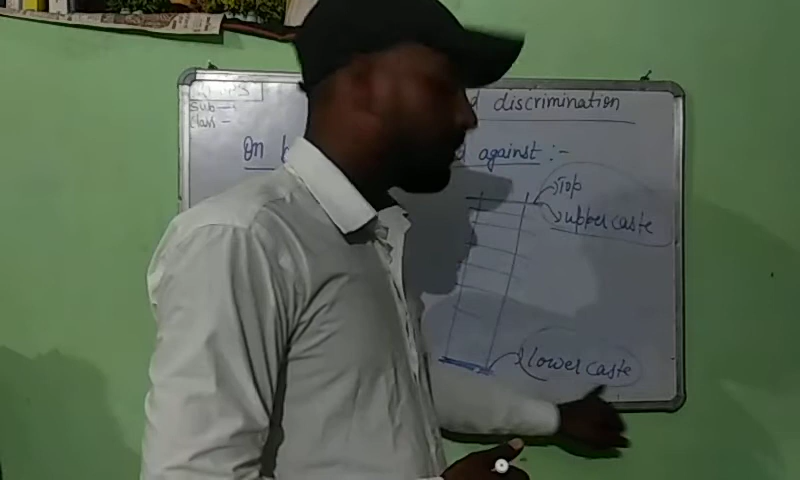 Sub-
Class -
discrimination
On
against :-
Top
upper caste
Lower caste